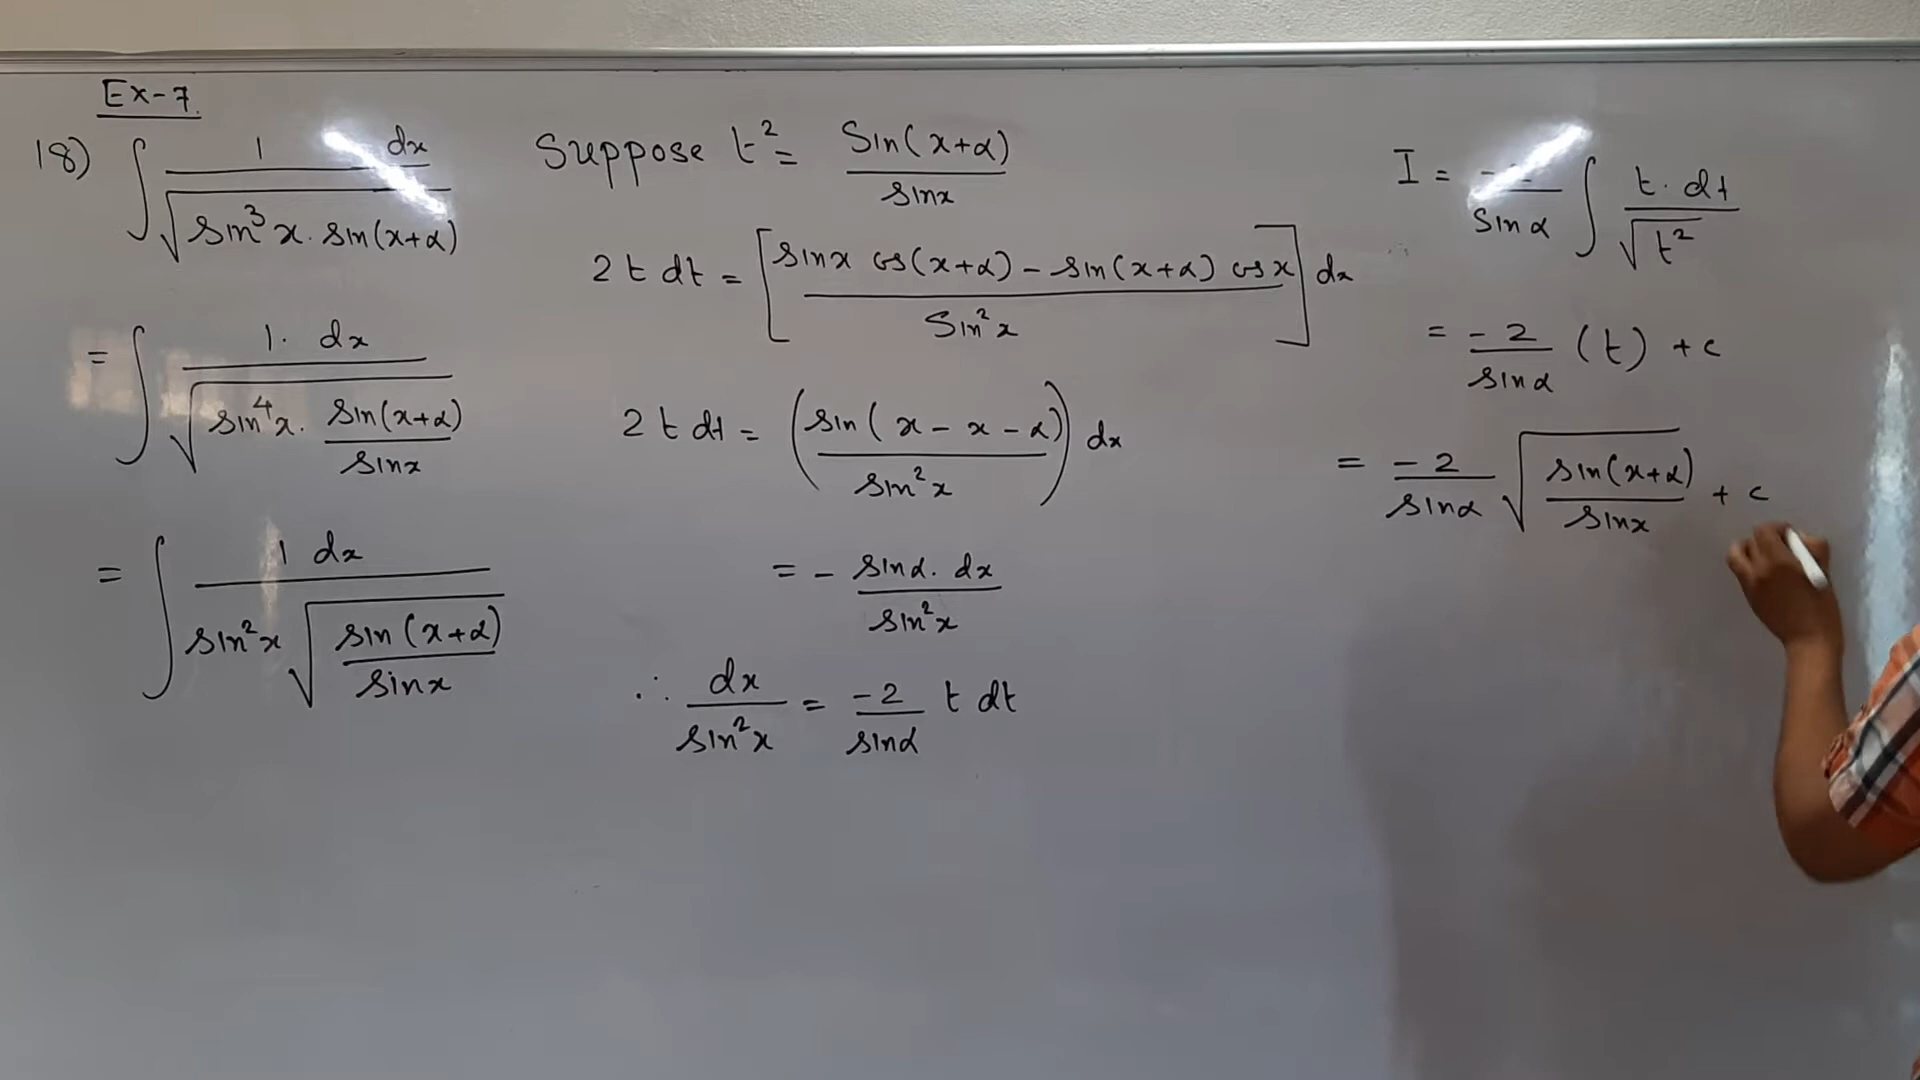 Ex-7.
18) ∫ 1 dx / √(sin³x · sin(x+α))
= ∫ 1· dx / √(sin⁴x · sin(x+α)/sinx)
= ∫ 1 dx / sin²x √(sin(x+α)/sinx)
Suppose t² = Sin(x+α)/sinx
2t dt = [sinx cos(x+α) − sin(x+α) cosx / Sin²x] dx
2t dt = (sin(x − x − α) / sin²x) dx
= − sinα· dx / sin²x
∴ dx/sin²x = −2/sinα t dt
I = / Sinα ∫ t· dt / √t²
= −2/sinα (t) + c
= −2/sinα √(sin(x+α)/sinx) + c